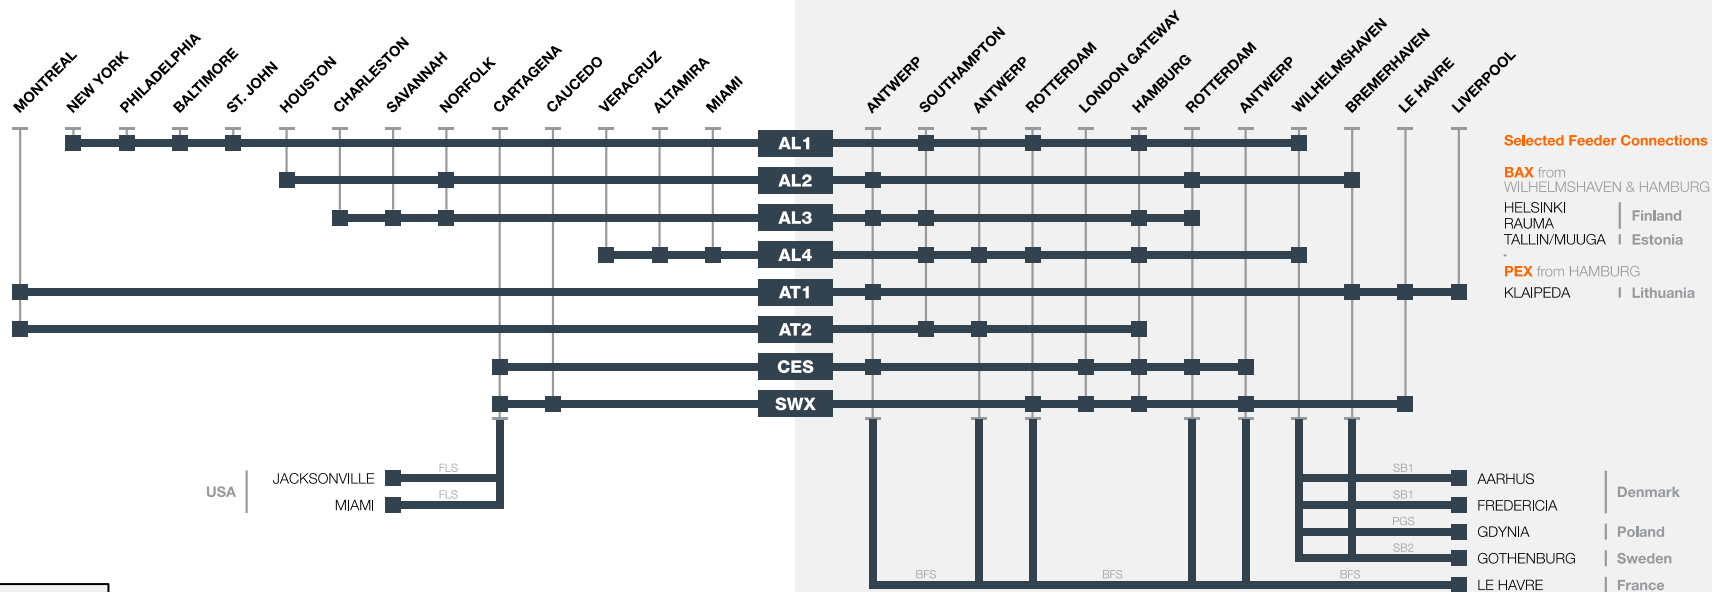 MONTREAL
NEW YORK
PHILADELPHIA
BALTIMORE
ST. JOHN
HOUSTON
CHARLESTON
SAVANNAH
NORFOLK
CARTAGENA
CAUCEDO
VERACRUZ
ALTAMIRA
MIAMI
ANTWERP
SOUTHAMPTON
ANTWERP
ROTTERDAM
LONDON GATEWAY
HAMBURG
ROTTERDAM
ANTWERP
WILHELMSHAVEN
BREMERHAVEN
LE HAVRE
LIVERPOOL
AL1
AL2
AL3
AL4
AT1
AT2
CES
SWX
Selected Feeder Connections
BAX from
WILHELMSHAVEN & HAMBURG
HELSINKI
RAUMA
Finland
TALLIN/MUUGA Estonia
-
PEX from HAMBURG
KLAIPEDA Lithuania
USA
JACKSONVILLE FLS
MIAMI FLS
SB1 AARHUS
SB1 FREDERICIA
Denmark
PGS GDYNIA Poland
SB2 GOTHENBURG Sweden
BFS BFS BFS LE HAVRE France